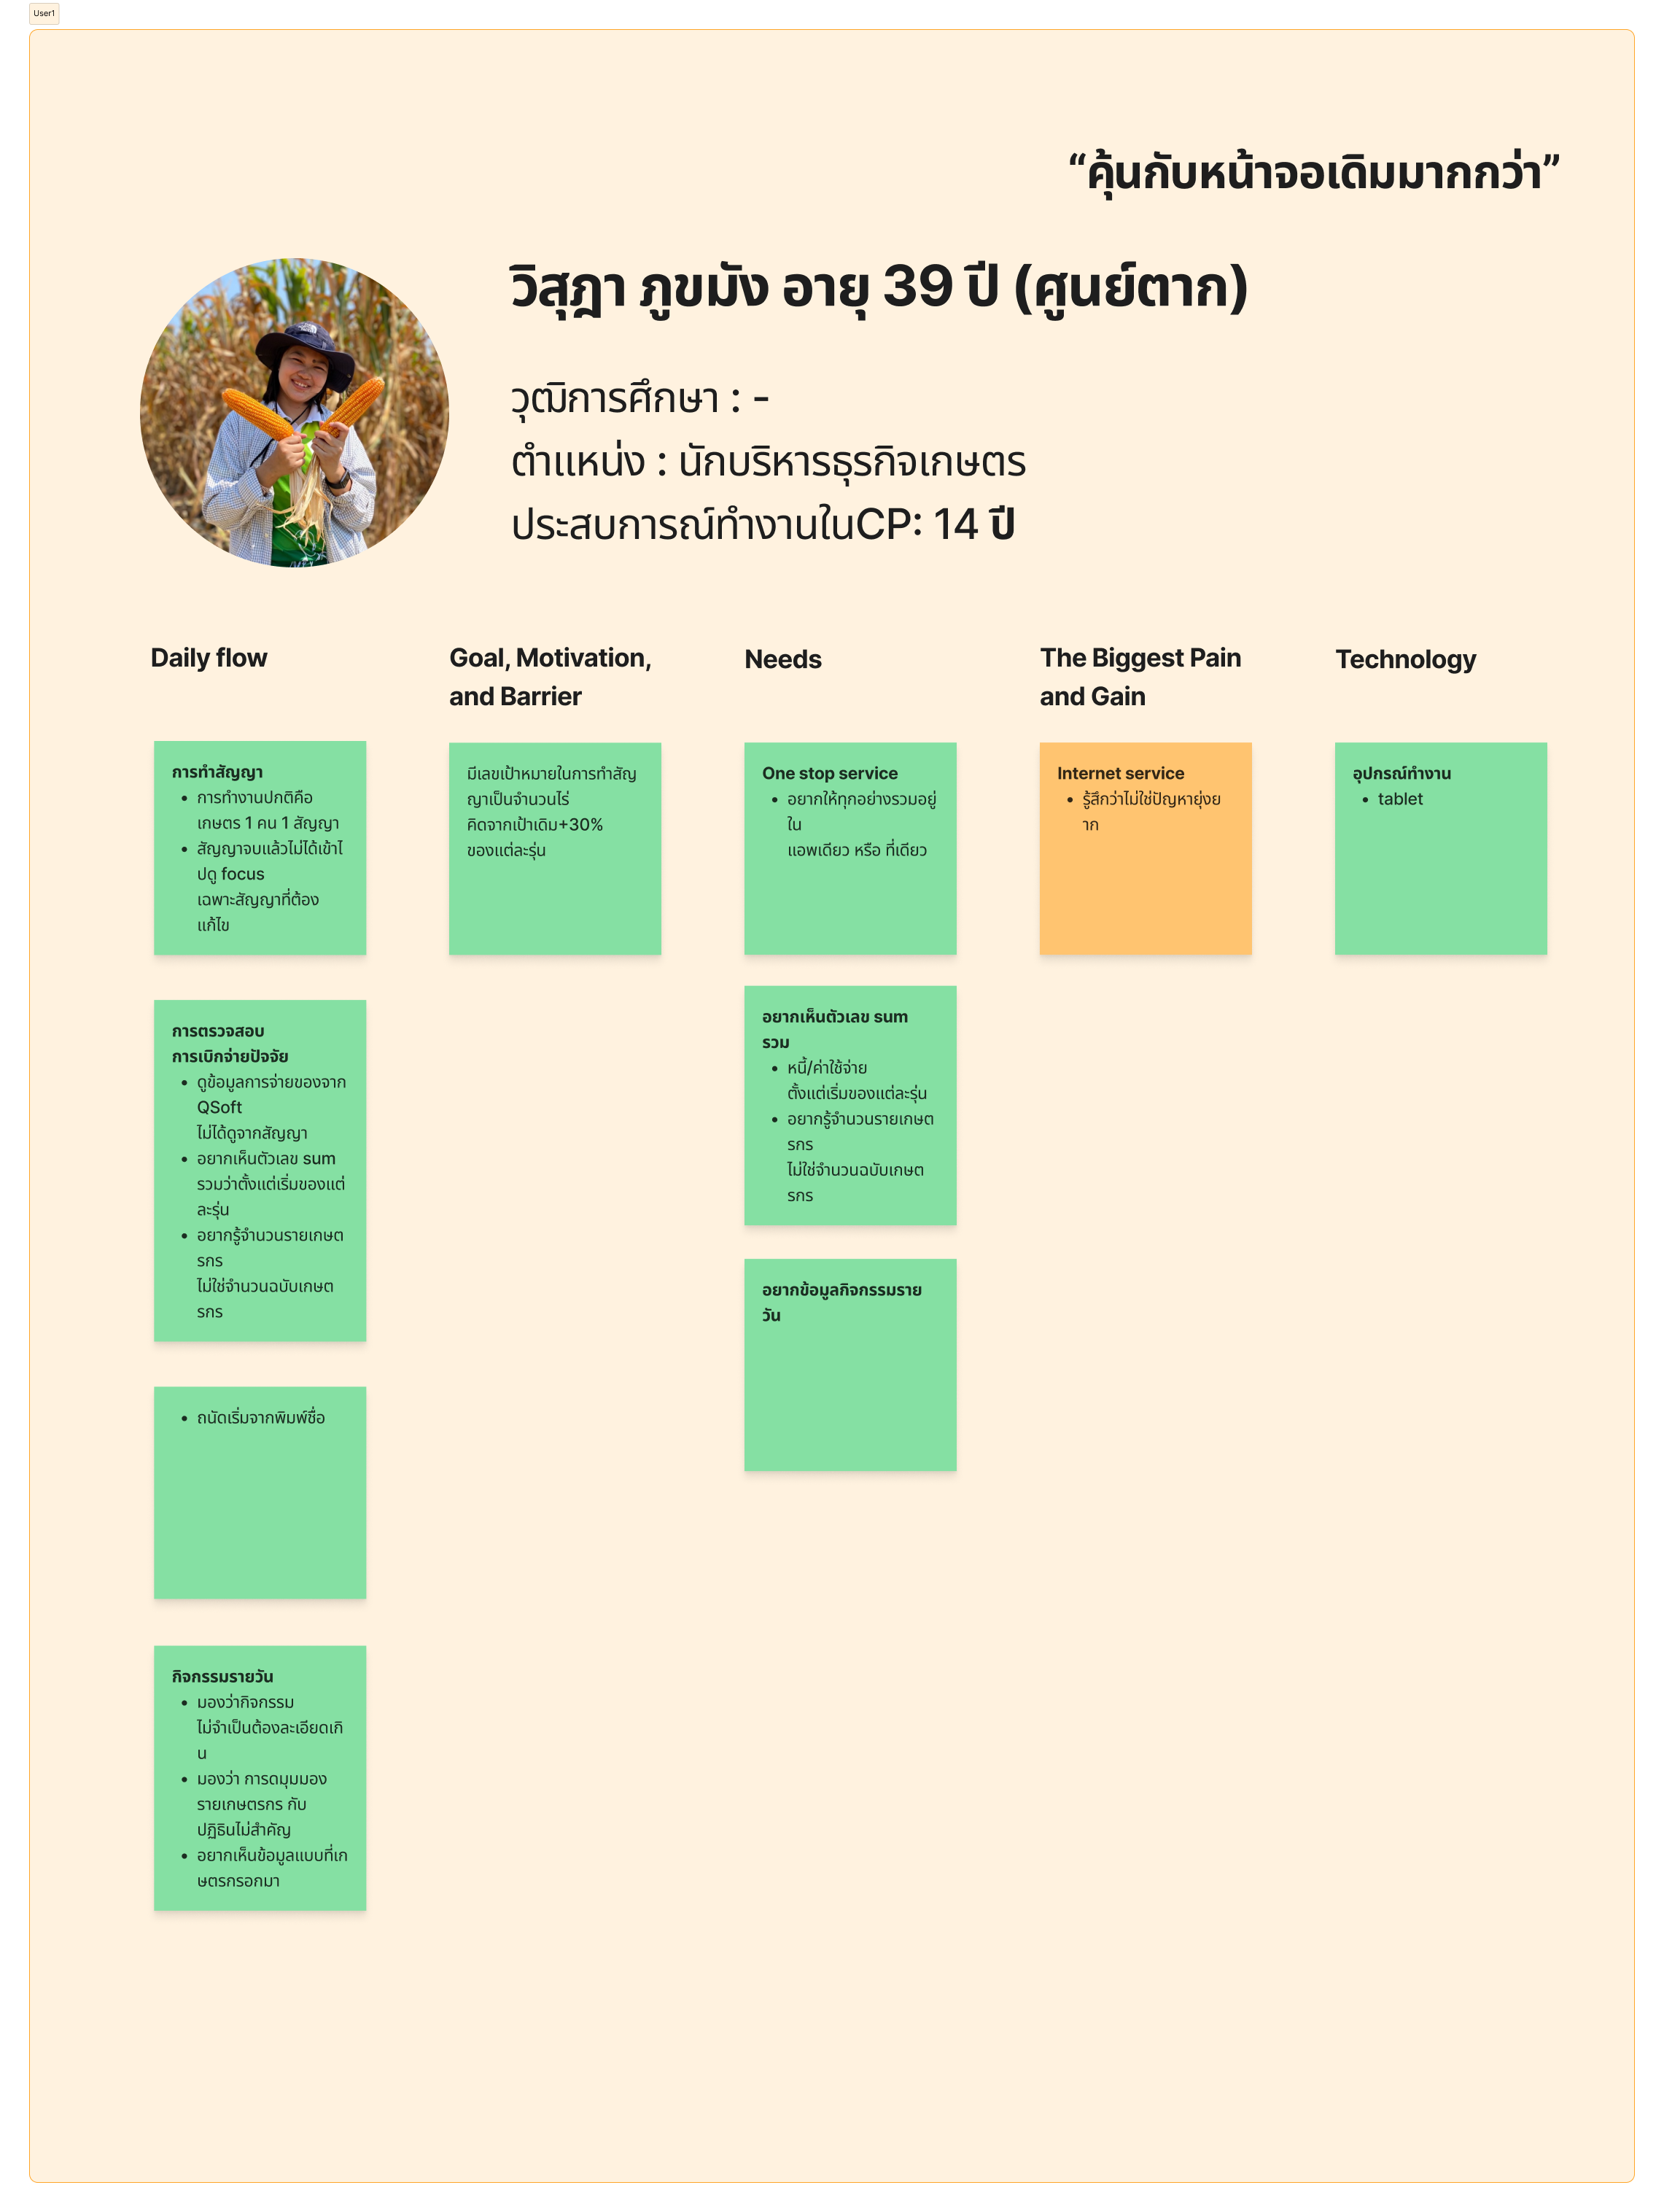 User1
“คุ้นกับหน้าจอเดิมมากกว่า”
วิสุฎา ภูขมัง อายุ 39 ปี (ศูนย์ตาก)
วุฒิการศึกษา : -
ตำแหน่ง : นักบริหารธุรกิจเกษตร
ประสบการณ์ทำงานในCP: 14 ปี
Daily flow
การทำสัญญา
• การทำงานปกติคือ
เกษตร 1 คน 1 สัญญา
• สัญญาจบแล้วไม่ได้เข้าไ
ปดู focus
เฉพาะสัญญาที่ต้อง
แก้ไข
การตรวจสอบ
การเบิกจ่ายปัจจัย
• ดูข้อมูลการจ่ายของจาก
QSoft
ไม่ได้ดูจากสัญญา
• อยากเห็นตัวเลข sum
รวมว่าตั้งแต่เริ่มของแต่
ละรุ่น
• อยากรู้จำนวนรายเกษต
รกร
ไม่ใช่จำนวนฉบับเกษต
รกร
• ถนัดเริ่มจากพิมพ์ชื่อ
กิจกรรมรายวัน
• มองว่ากิจกรรม
ไม่จำเป็นต้องละเอียดเกิ
น
• มองว่า การดมุมมอง
รายเกษตรกร กับ
ปฏิธินไม่สำคัญ
• อยากเห็นข้อมูลแบบที่เก
ษตรกรอกมา
Goal, Motivation,
and Barrier
มีเลขเป้าหมายในการทำสัญ
ญาเป็นจำนวนไร่
คิดจากเป้าเดิม+30%
ของแต่ละรุ่น
Needs
One stop service
• อยากให้ทุกอย่างรวมอยู่
ใน
แอพเดียว หรือ ที่เดียว
อยากเห็นตัวเลข sum
รวม
• หนี้/ค่าใช้จ่าย
ตั้งแต่เริ่มของแต่ละรุ่น
• อยากรู้จำนวนรายเกษต
รกร
ไม่ใช่จำนวนฉบับเกษต
รกร
อยากข้อมูลกิจกรรมราย
วัน
The Biggest Pain
and Gain
Internet service
• รู้สึกว่าไม่ใช่ปัญหายุ่งย
าก
Technology
อุปกรณ์ทำงาน
• tablet